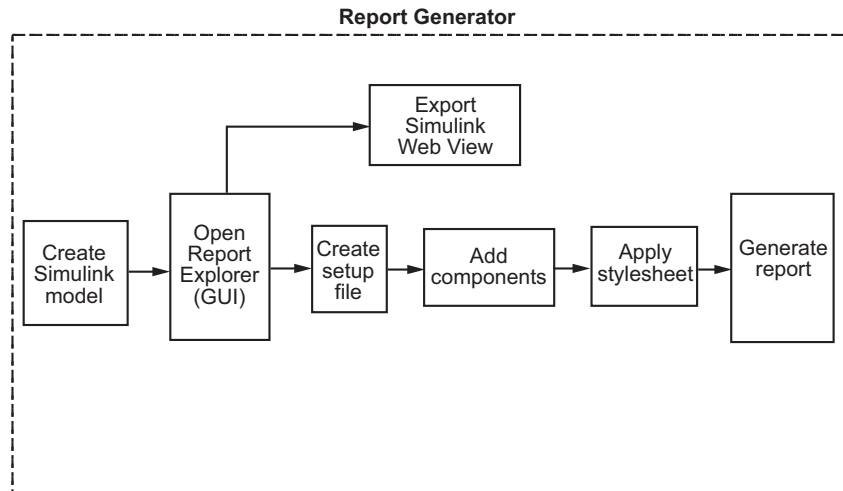 Report Generator
Export
Simulink
Web View
Create
Simulink
model
Open
Report
Explorer
(GUI)
Create
setup
file
Add
components
Apply
stylesheet
Generate
report